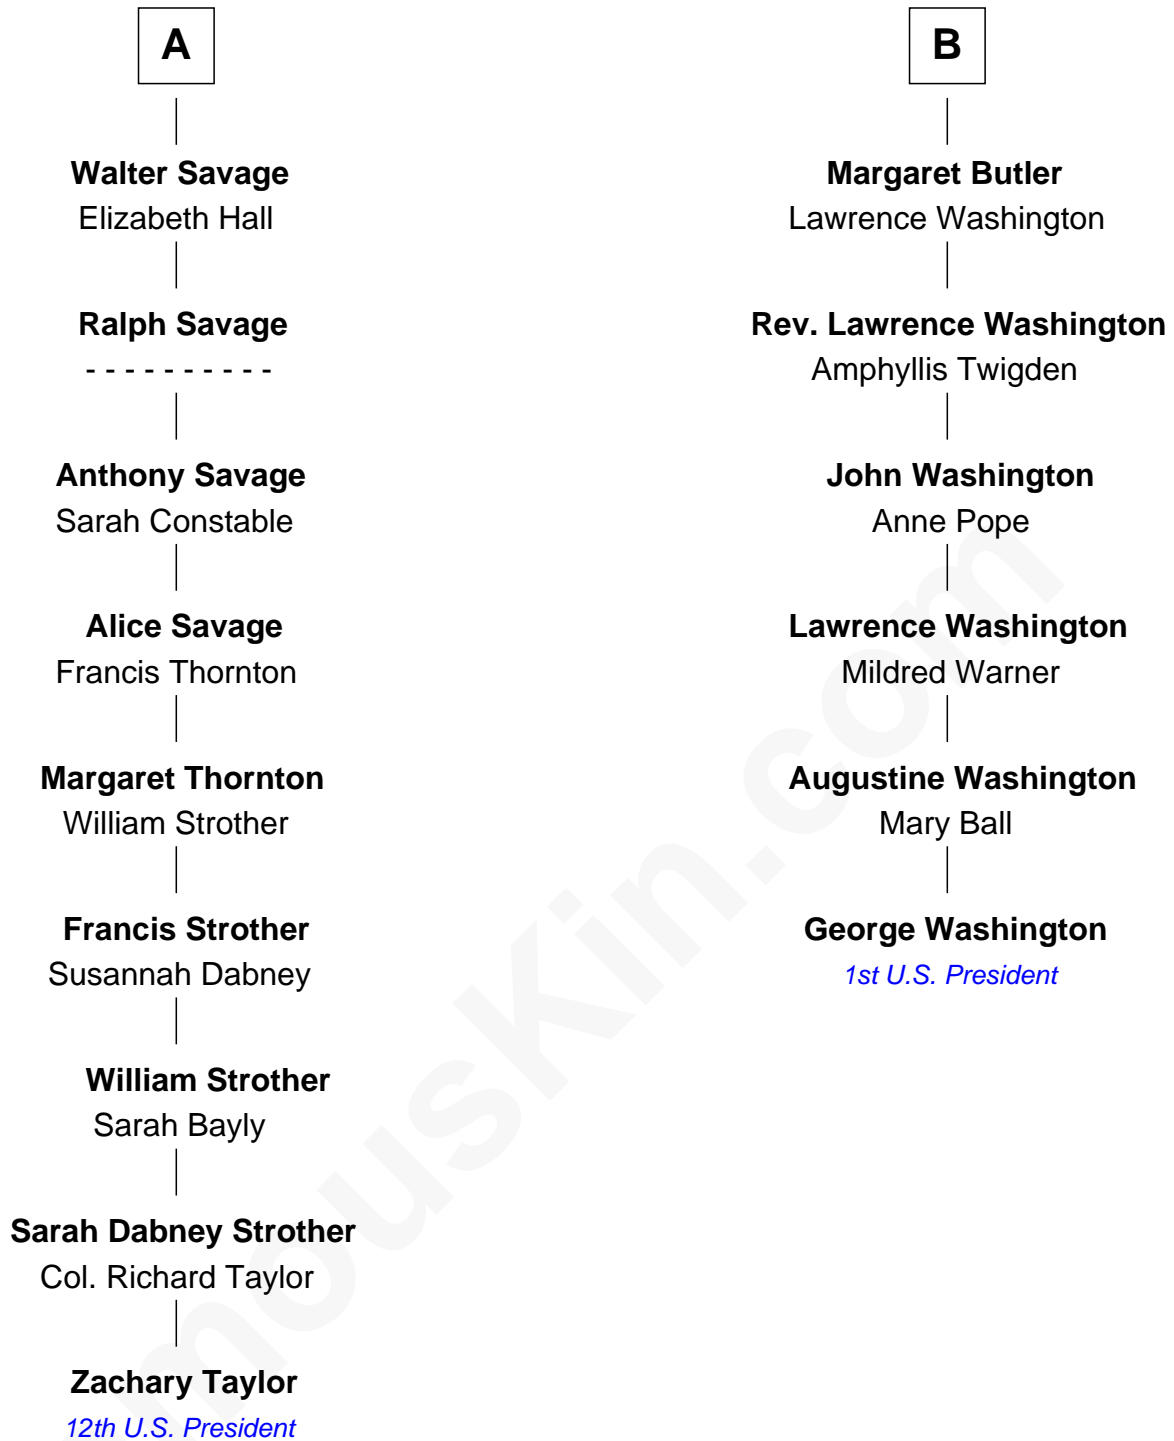 A
Walter Savage
Elizabeth Hall
Ralph Savage
- - - - - - - - - -
Anthony Savage
Sarah Constable
Alice Savage
Francis Thornton
Margaret Thornton
William Strother
Francis Strother
Susannah Dabney
William Strother
Sarah Bayly
Sarah Dabney Strother
Col. Richard Taylor
Zachary Taylor
12th U.S. President
B
Margaret Butler
Lawrence Washington
Rev. Lawrence Washington
Amphyllis Twigden
John Washington
Anne Pope
Lawrence Washington
Mildred Warner
Augustine Washington
Mary Ball
George Washington
1st U.S. President
mouskin.com